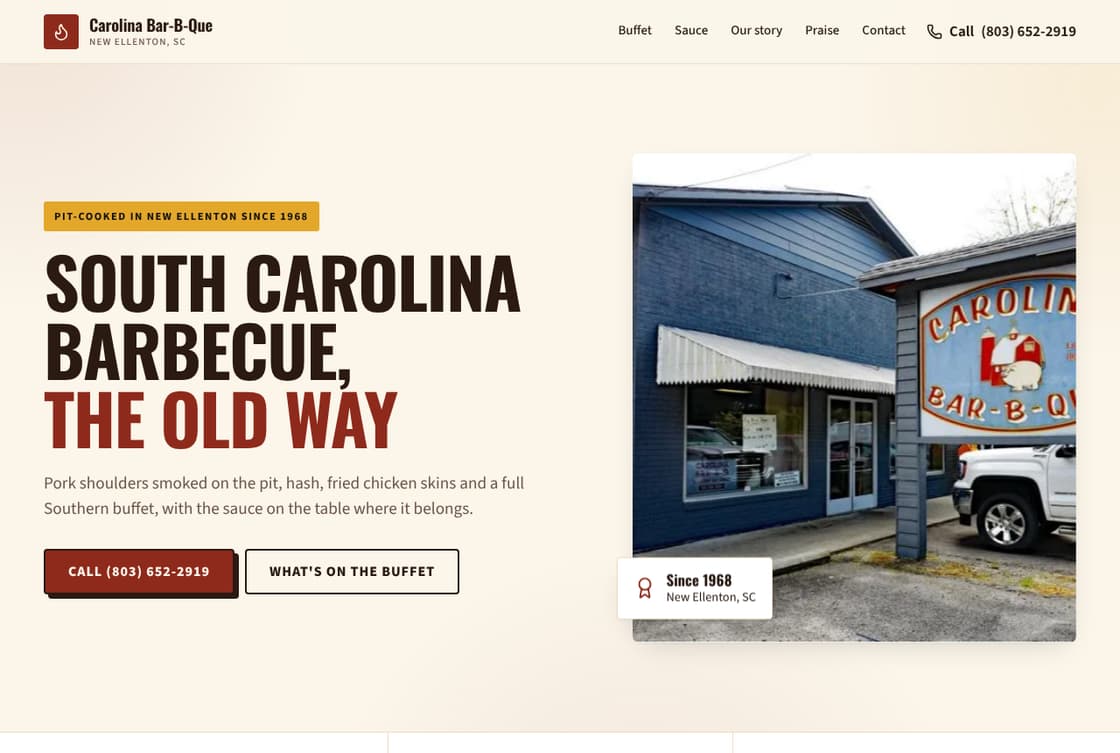 Carolina Bar-B-Que
NEW ELLENTON, SC
Buffet
Sauce
Our story
Praise
Contact
Call (803) 652-2919
PIT-COOKED IN NEW ELLENTON SINCE 1968
SOUTH CAROLINA
BARBECUE,
THE OLD WAY
Pork shoulders smoked on the pit, hash, fried chicken skins and a full
Southern buffet, with the sauce on the table where it belongs.
CALL (803) 652-2919
WHAT'S ON THE BUFFET
CAROLIN
BAR-B-QU
Since 1968
New Ellenton, SC